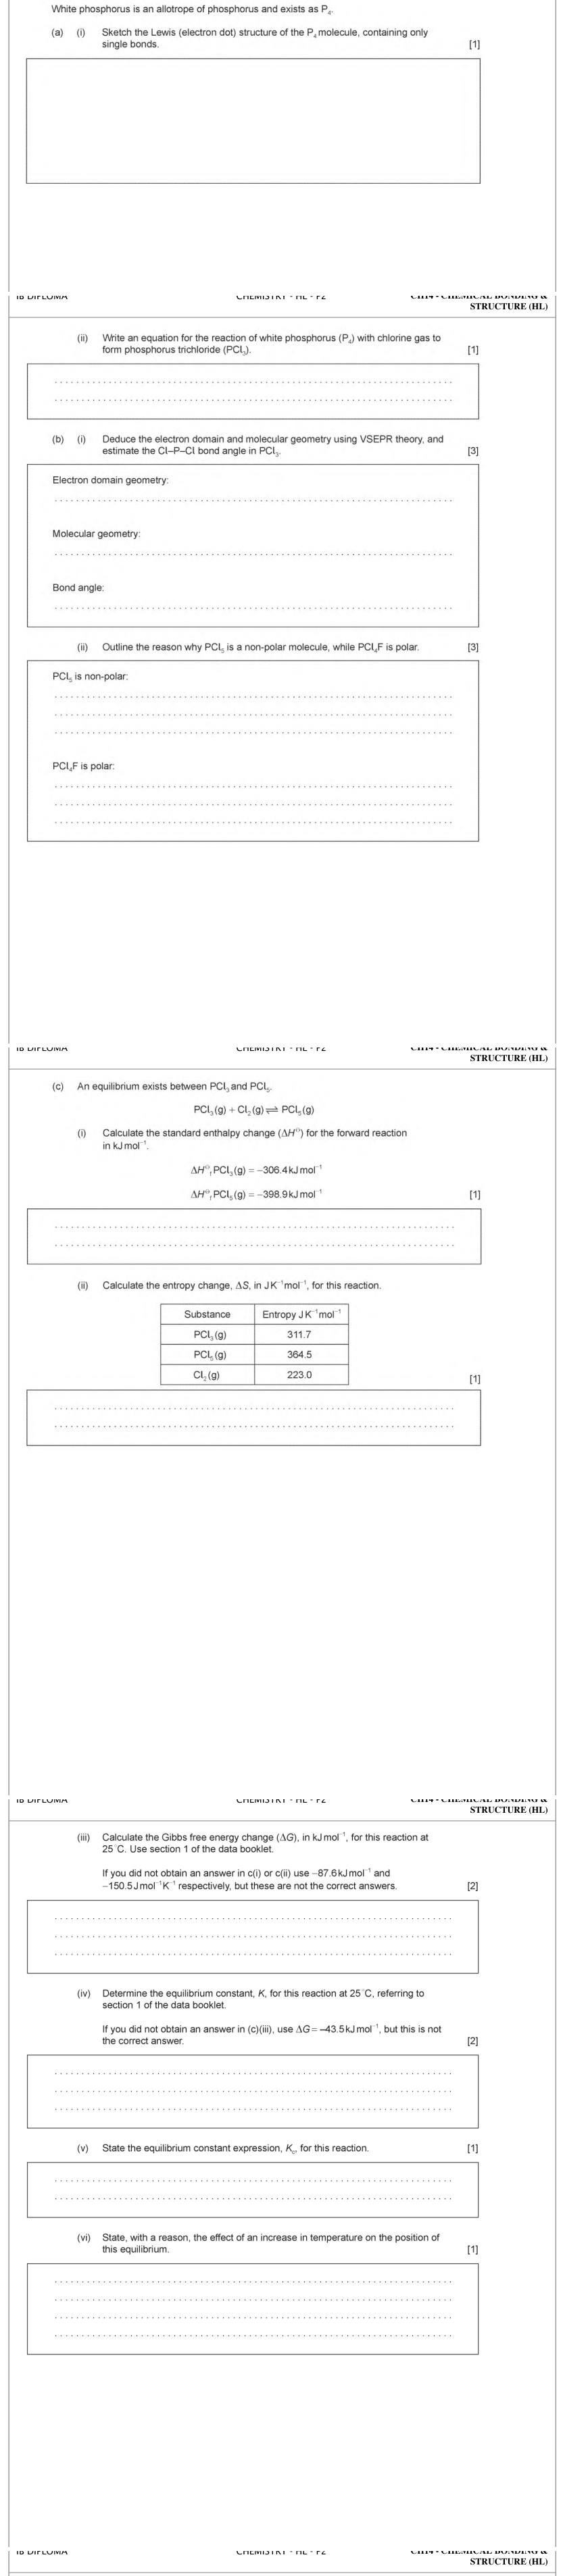 White phosphorus is an allotrope of phosphorus and exists as P₄.
(a) (i) Sketch the Lewis (electron dot) structure of the P₄ molecule, containing only
single bonds. [1]
IB DIPLOMA CHEMISTRY - HL - P2 CH14 - CHEMICAL BONDING &
STRUCTURE (HL)
(ii) Write an equation for the reaction of white phosphorus (P₄) with chlorine gas to
form phosphorus trichloride (PCl₃). [1]
(b) (i) Deduce the electron domain and molecular geometry using VSEPR theory, and
estimate the Cl–P–Cl bond angle in PCl₃. [3]
Electron domain geometry:
Molecular geometry:
Bond angle:
(ii) Outline the reason why PCl₅ is a non-polar molecule, while PCl₄F is polar. [3]
PCl₅ is non-polar:
PCl₄F is polar:
IB DIPLOMA CHEMISTRY - HL - P2 CH14 - CHEMICAL BONDING &
STRUCTURE (HL)
(c) An equilibrium exists between PCl₃ and PCl₅.
PCl₃(g) + Cl₂(g) ⇌ PCl₅(g)
(i) Calculate the standard enthalpy change (ΔH⦵) for the forward reaction
in kJ mol⁻¹.
ΔH⦵f PCl₃(g) = −306.4 kJ mol⁻¹
ΔH⦵f PCl₅(g) = −398.9 kJ mol⁻¹ [1]
(ii) Calculate the entropy change, ΔS, in J K⁻¹ mol⁻¹, for this reaction.
Substance Entropy J K⁻¹ mol⁻¹
PCl₃(g) 311.7
PCl₅(g) 364.5
Cl₂(g) 223.0
[1]
IB DIPLOMA CHEMISTRY - HL - P2 CH14 - CHEMICAL BONDING &
STRUCTURE (HL)
(iii) Calculate the Gibbs free energy change (ΔG), in kJ mol⁻¹, for this reaction at
25 °C. Use section 1 of the data booklet.
If you did not obtain an answer in c(i) or c(ii) use −87.6 kJ mol⁻¹ and
−150.5 J mol⁻¹ K⁻¹ respectively, but these are not the correct answers. [2]
(iv) Determine the equilibrium constant, K, for this reaction at 25 °C, referring to
section 1 of the data booklet.
If you did not obtain an answer in (c)(iii), use ΔG = –43.5 kJ mol⁻¹, but this is not
the correct answer. [2]
(v) State the equilibrium constant expression, Kc, for this reaction. [1]
(vi) State, with a reason, the effect of an increase in temperature on the position of
this equilibrium. [1]
IB DIPLOMA CHEMISTRY - HL - P2 CH14 - CHEMICAL BONDING &
STRUCTURE (HL)